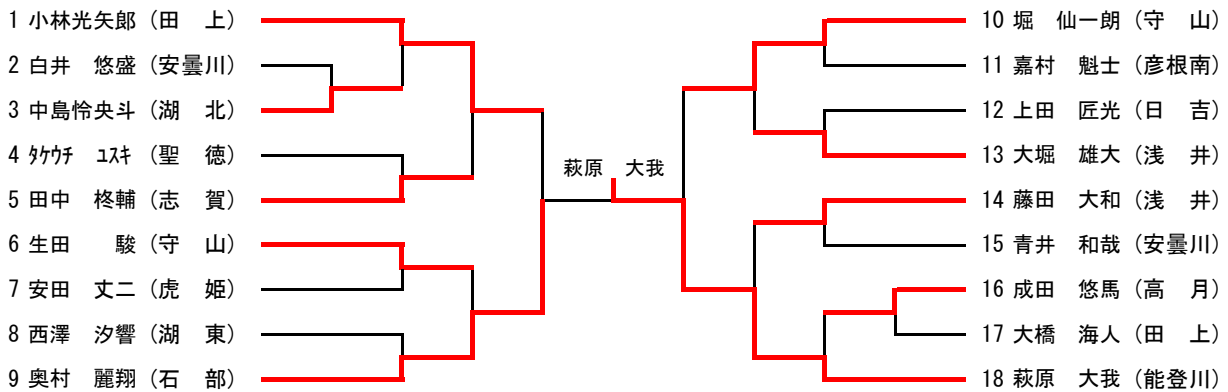 1 小林光矢郞（田　上）
2 白井　悠盛（安曇川）
3 中島怜央斗（湖　北）
4 ﾀｹｳﾁ　ﾕｽｷ（聖　徳）
5 田中　柊輔（志　賀）
6 生田　　駿（守　山）
7 安田　丈二（虎　姫）
8 西澤　汐響（湖　東）
9 奥村　麗翔（石　部）
萩原　大我
10 堀　仙一朗（守　山）
11 嘉村　魁士（彦根南）
12 上田　匠光（日　吉）
13 大堀　雄大（浅　井）
14 藤田　大和（浅　井）
15 青井　和哉（安曇川）
16 成田　悠馬（高　月）
17 大橋　海人（田　上）
18 萩原　大我（能登川）